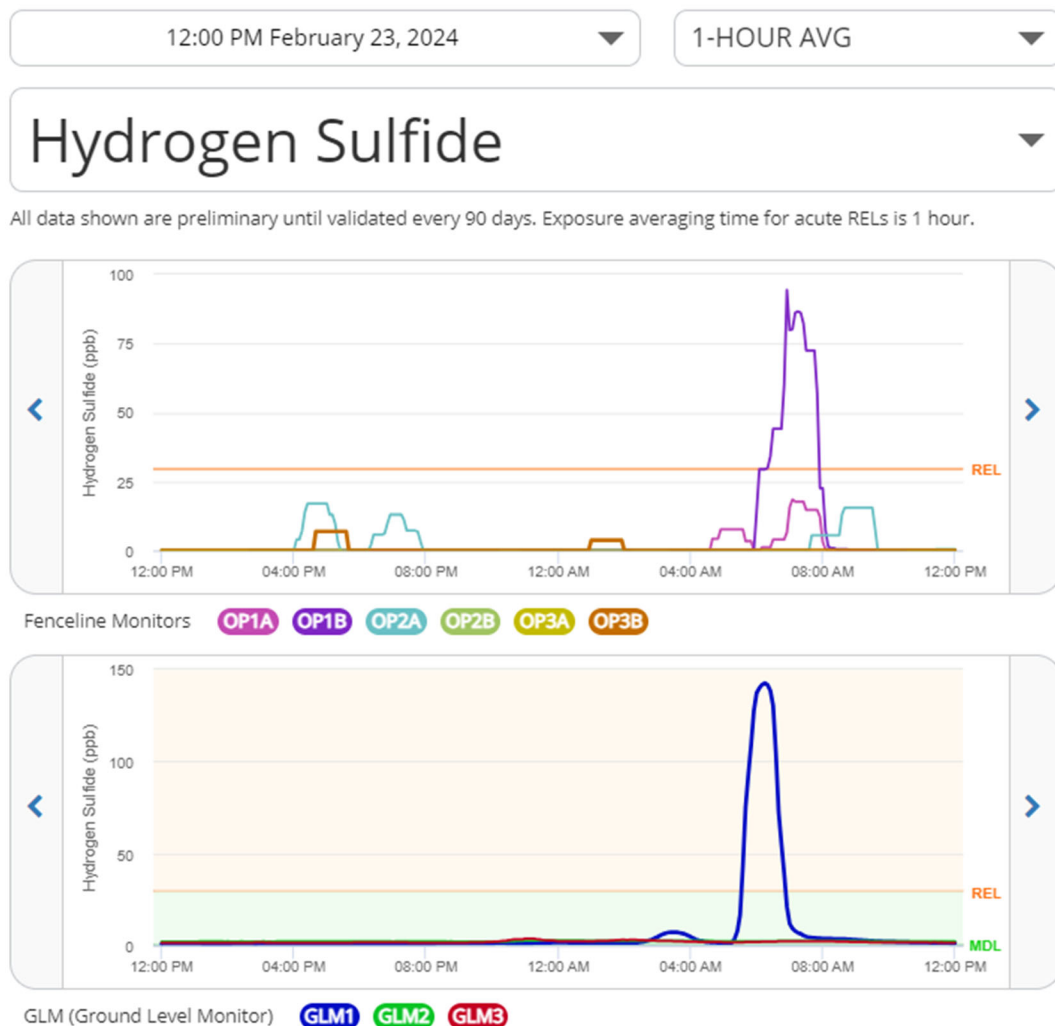 12:00 PM February 23, 2024
1-HOUR AVG
Hydrogen Sulfide
All data shown are preliminary until validated every 90 days. Exposure averaging time for acute RELs is 1 hour.
Hydrogen Sulfide (ppb)
100
75
50
25
0
REL
12:00 PM 04:00 PM 08:00 PM 12:00 AM 04:00 AM 08:00 AM 12:00 PM
Fenceline Monitors OP1A OP1B OP2A OP2B OP3A OP3B
Hydrogen Sulfide (ppb)
150
100
50
0
REL
MDL
12:00 PM 04:00 PM 08:00 PM 12:00 AM 04:00 AM 08:00 AM 12:00 PM
GLM (Ground Level Monitor) GLM1 GLM2 GLM3